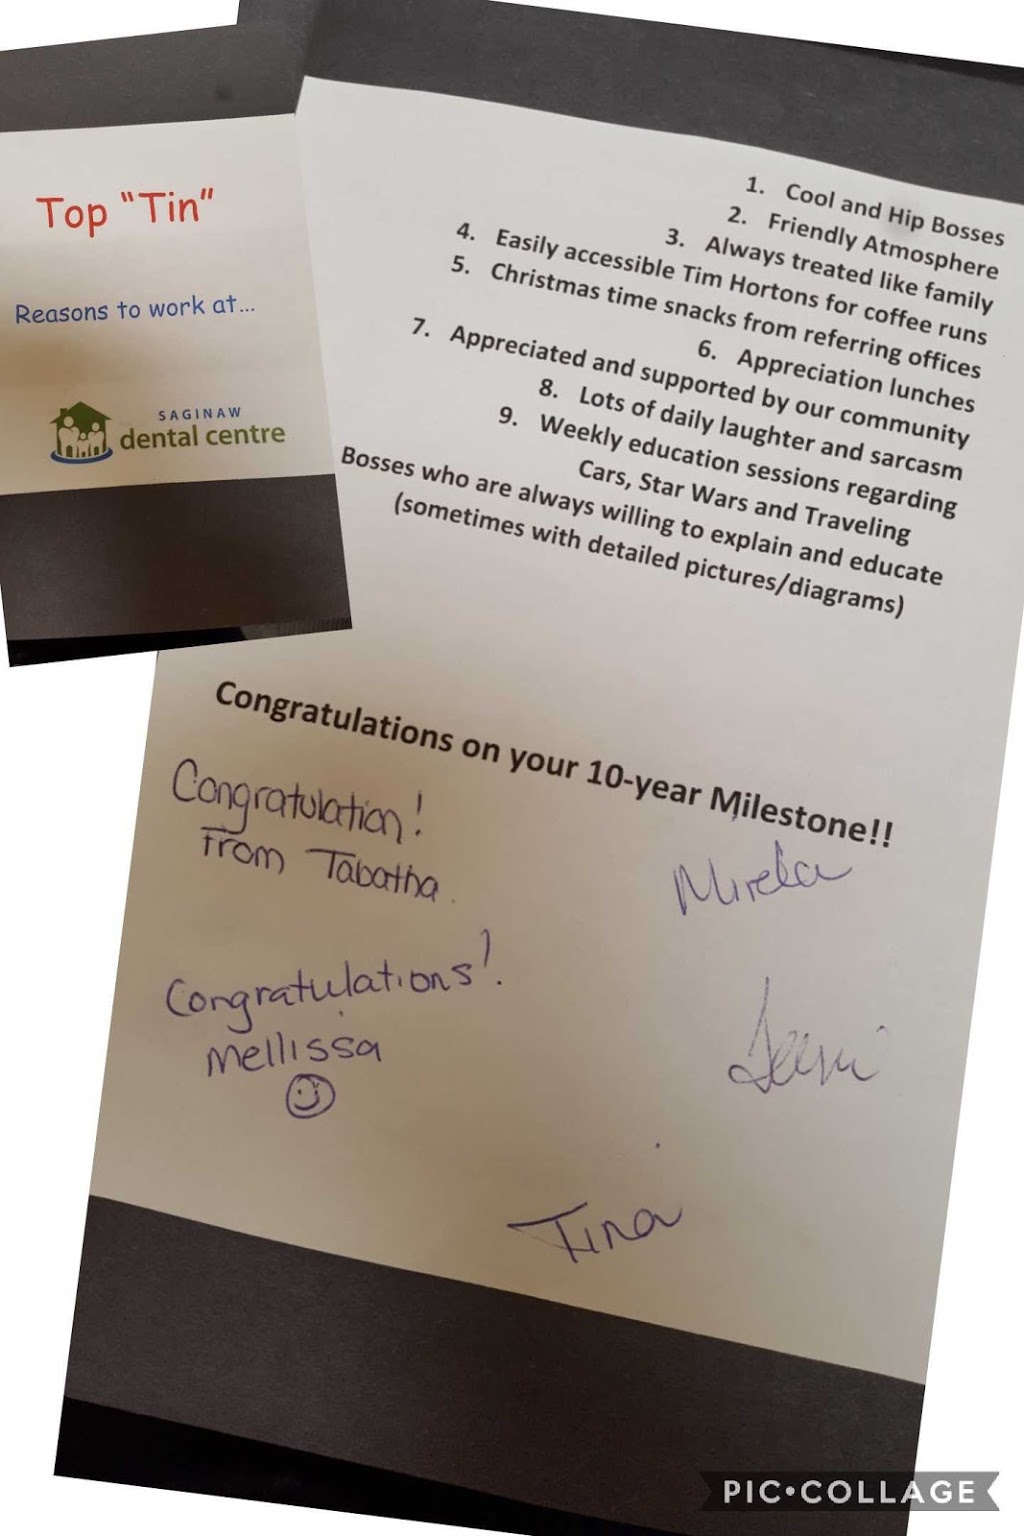 Top “Tin”
Reasons to work at...
SAGINAW
dental centre
1. Cool and Hip Bosses
2. Friendly Atmosphere
3. Always treated like family
4. Easily accessible Tim Hortons for coffee runs
5. Christmas time snacks from referring offices
6. Appreciation lunches
7. Appreciated and supported by our community
8. Lots of daily laughter and sarcasm
9. Weekly education sessions regarding
Cars, Star Wars and Traveling
Bosses who are always willing to explain and educate
(sometimes with detailed pictures/diagrams)
Congratulations on your 10-year Milestone!!
Congratulation!
From Tabatha.
Mirela
Congratulations!
Mellissa
Tina
PIC•COLLAGE